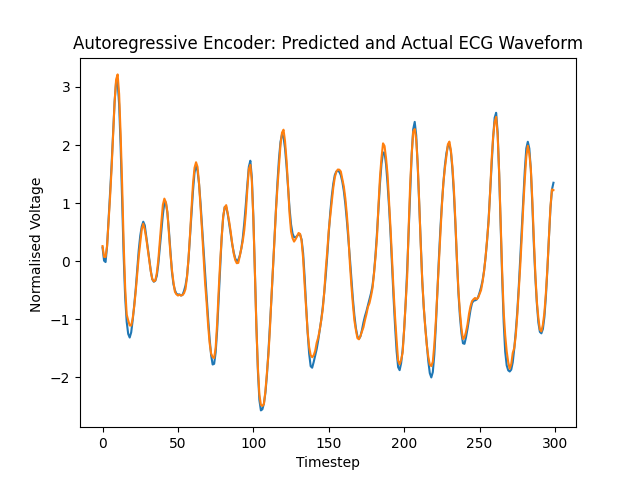 Autoregressive Encoder: Predicted and Actual ECG Waveform
3
2
1
0
−1
−2
Normalised Voltage
0 50 100 150 200 250 300
Timestep